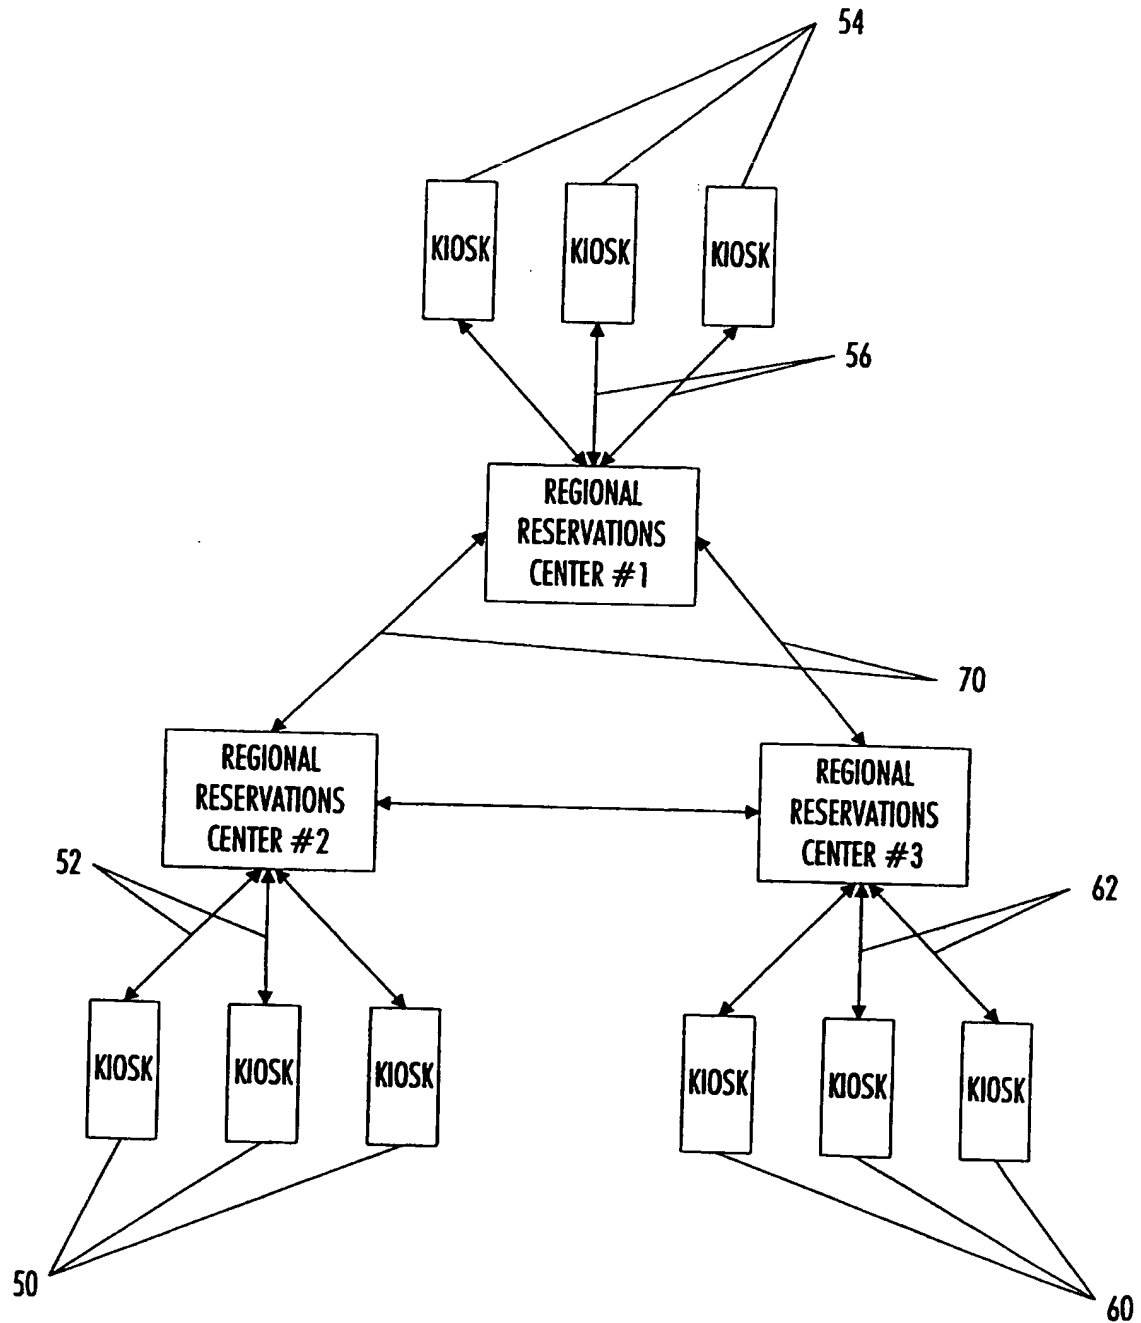 54
KIOSK
KIOSK
KIOSK
56
REGIONAL
RESERVATIONS
CENTER #1
70
REGIONAL
RESERVATIONS
CENTER #2
REGIONAL
RESERVATIONS
CENTER #3
52
62
KIOSK
KIOSK
KIOSK
KIOSK
KIOSK
KIOSK
50
60